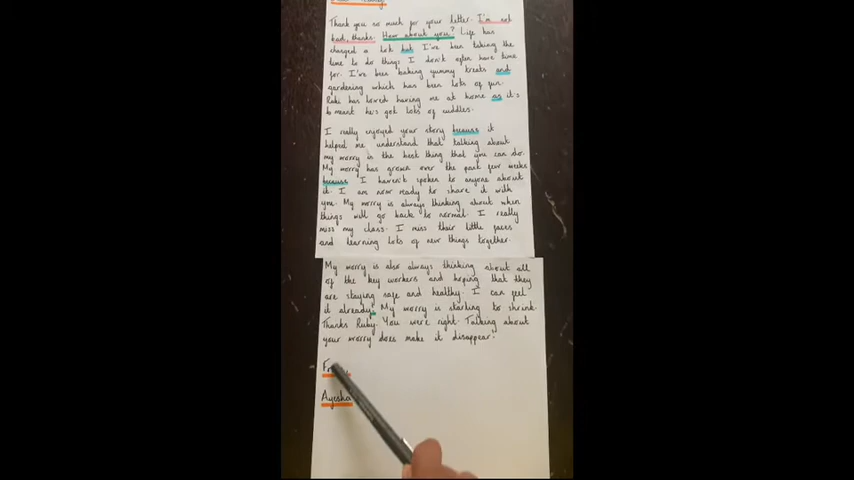 Thank you so much for your letter. I'm not
bad, thanks. How about you? Life has
changed a lot but I've been taking the
time to do things I don't often have time
for. I've been baking yummy treats and
gardening which has been lots of fun.
has loved having me at home as it's
meant he's got lots of cuddles.
I really enjoyed your story because it
helped me understand that talking about
my worry is the best thing that you can do.
My worry has grown over the past few weeks
because I haven't spoken to anyone about
it. I am now ready to share it with
you. My worry is always thinking about when
things will go back to normal. I really
miss my class. I miss their little faces
and learning lots of new things together.
My worry is also always thinking about all
of the key workers and hoping that they
are staying safe and healthy. I can feel
it already. My worry is starting to shrink.
Thanks Ruby. You were right. Talking about
your worry does make it disappear.
Ayesha